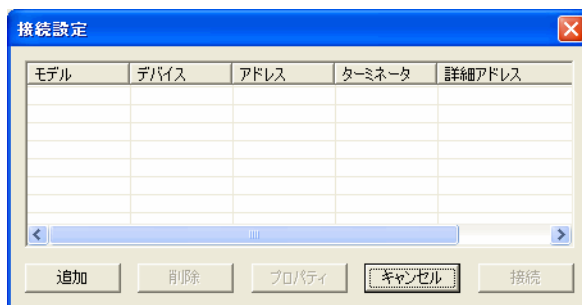 接続設定
モデル デバイス アドレス ターミネータ 詳細アドレス
追加 削除 プロパティ キャンセル 接続